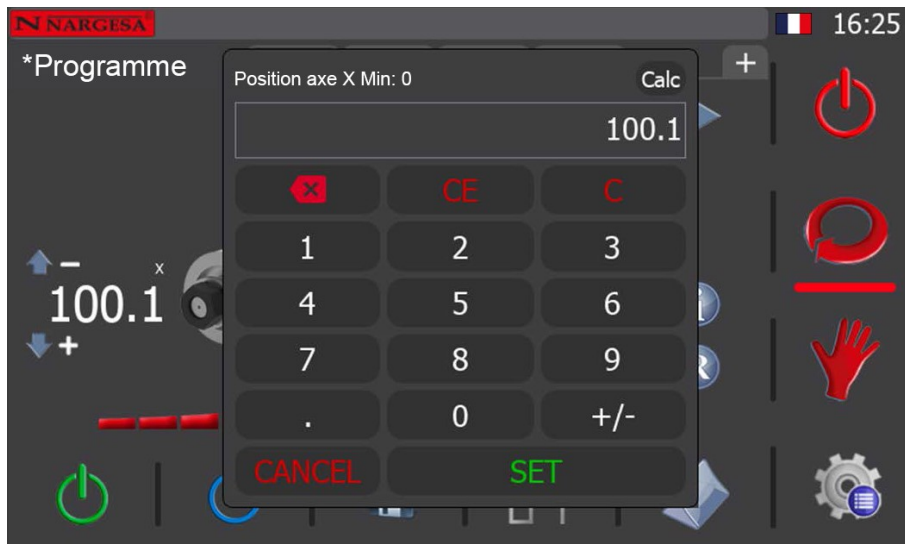 N NARGESA
16:25
*Programme
Position axe X Min: 0
Calc
+
100.1
CE
C
1 2 3
4 5 6
7 8 9
. 0 +/-
CANCEL SET
−
x
100.1
+